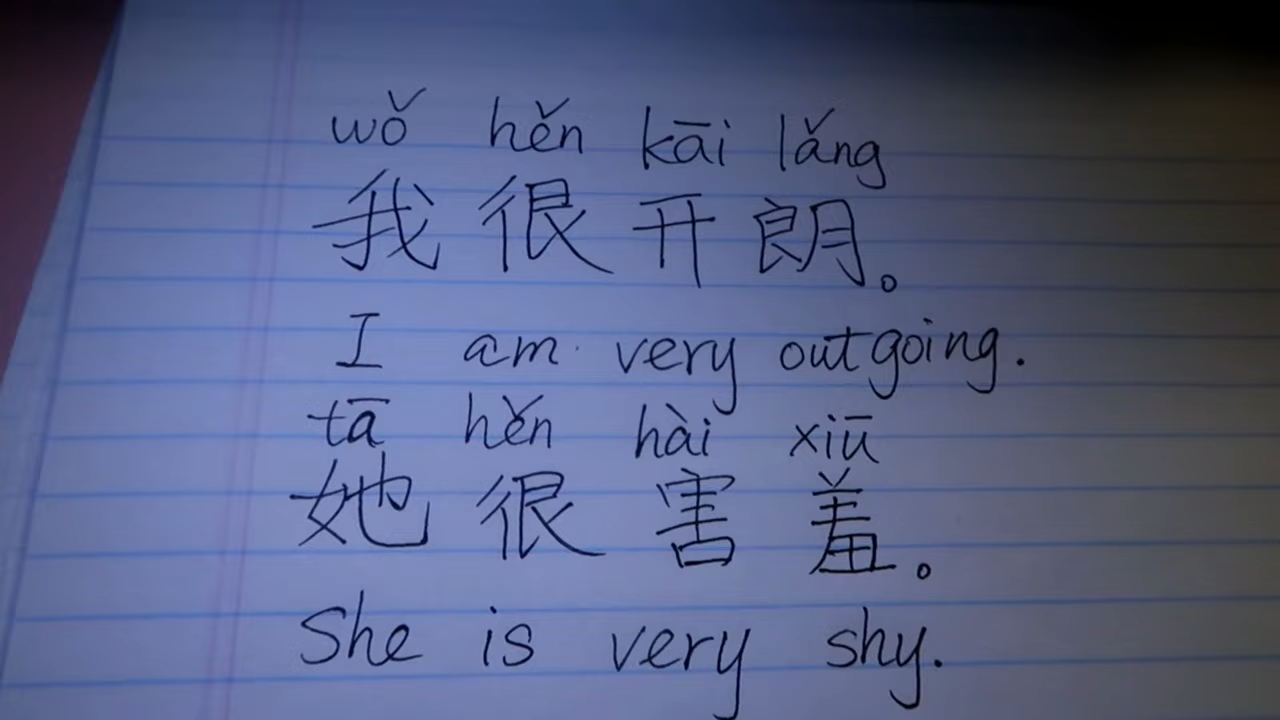 wǒ hěn kāi lǎng
我很开朗。
I am very outgoing.
tā hěn hài xiū
她很害羞。
She is very shy.